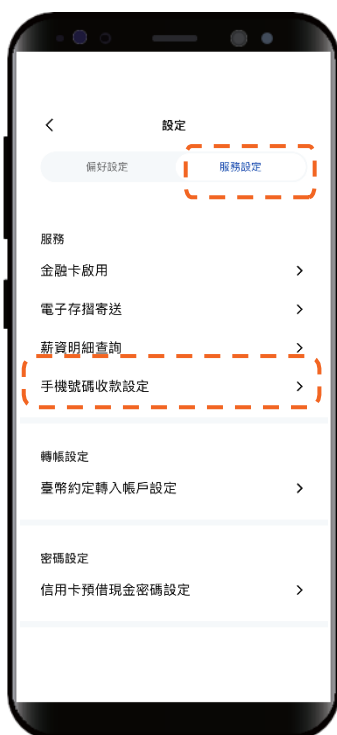 設定
偏好設定
服務設定
服務
金融卡啟用
電子存摺寄送
薪資明細查詢
手機號碼收款設定
轉帳設定
臺幣約定轉入帳戶設定
密碼設定
信用卡預借現金密碼設定